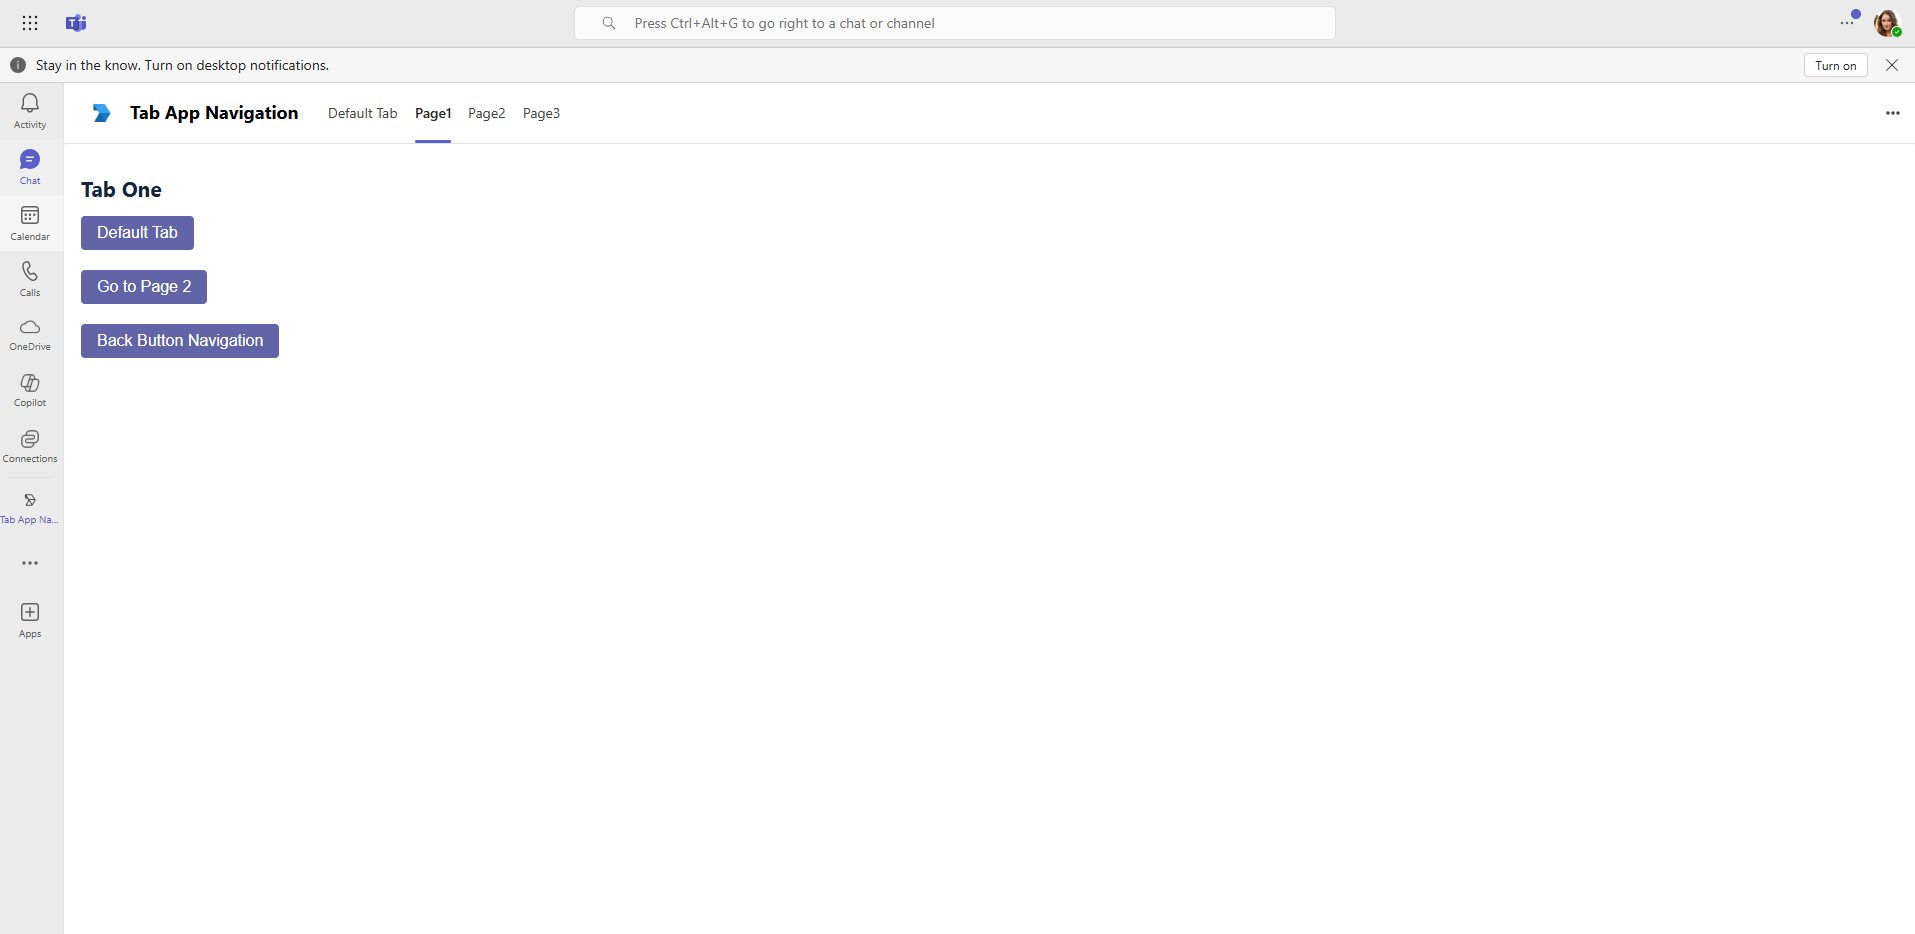 Press Ctrl+Alt+G to go right to a chat or channel
Stay in the know. Turn on desktop notifications.
Turn on
Activity
Chat
Calendar
Calls
OneDrive
Copilot
Connections
Tab App Na...
Apps
Tab App Navigation
Default Tab
Page1
Page2
Page3
Tab One
Default Tab
Go to Page 2
Back Button Navigation